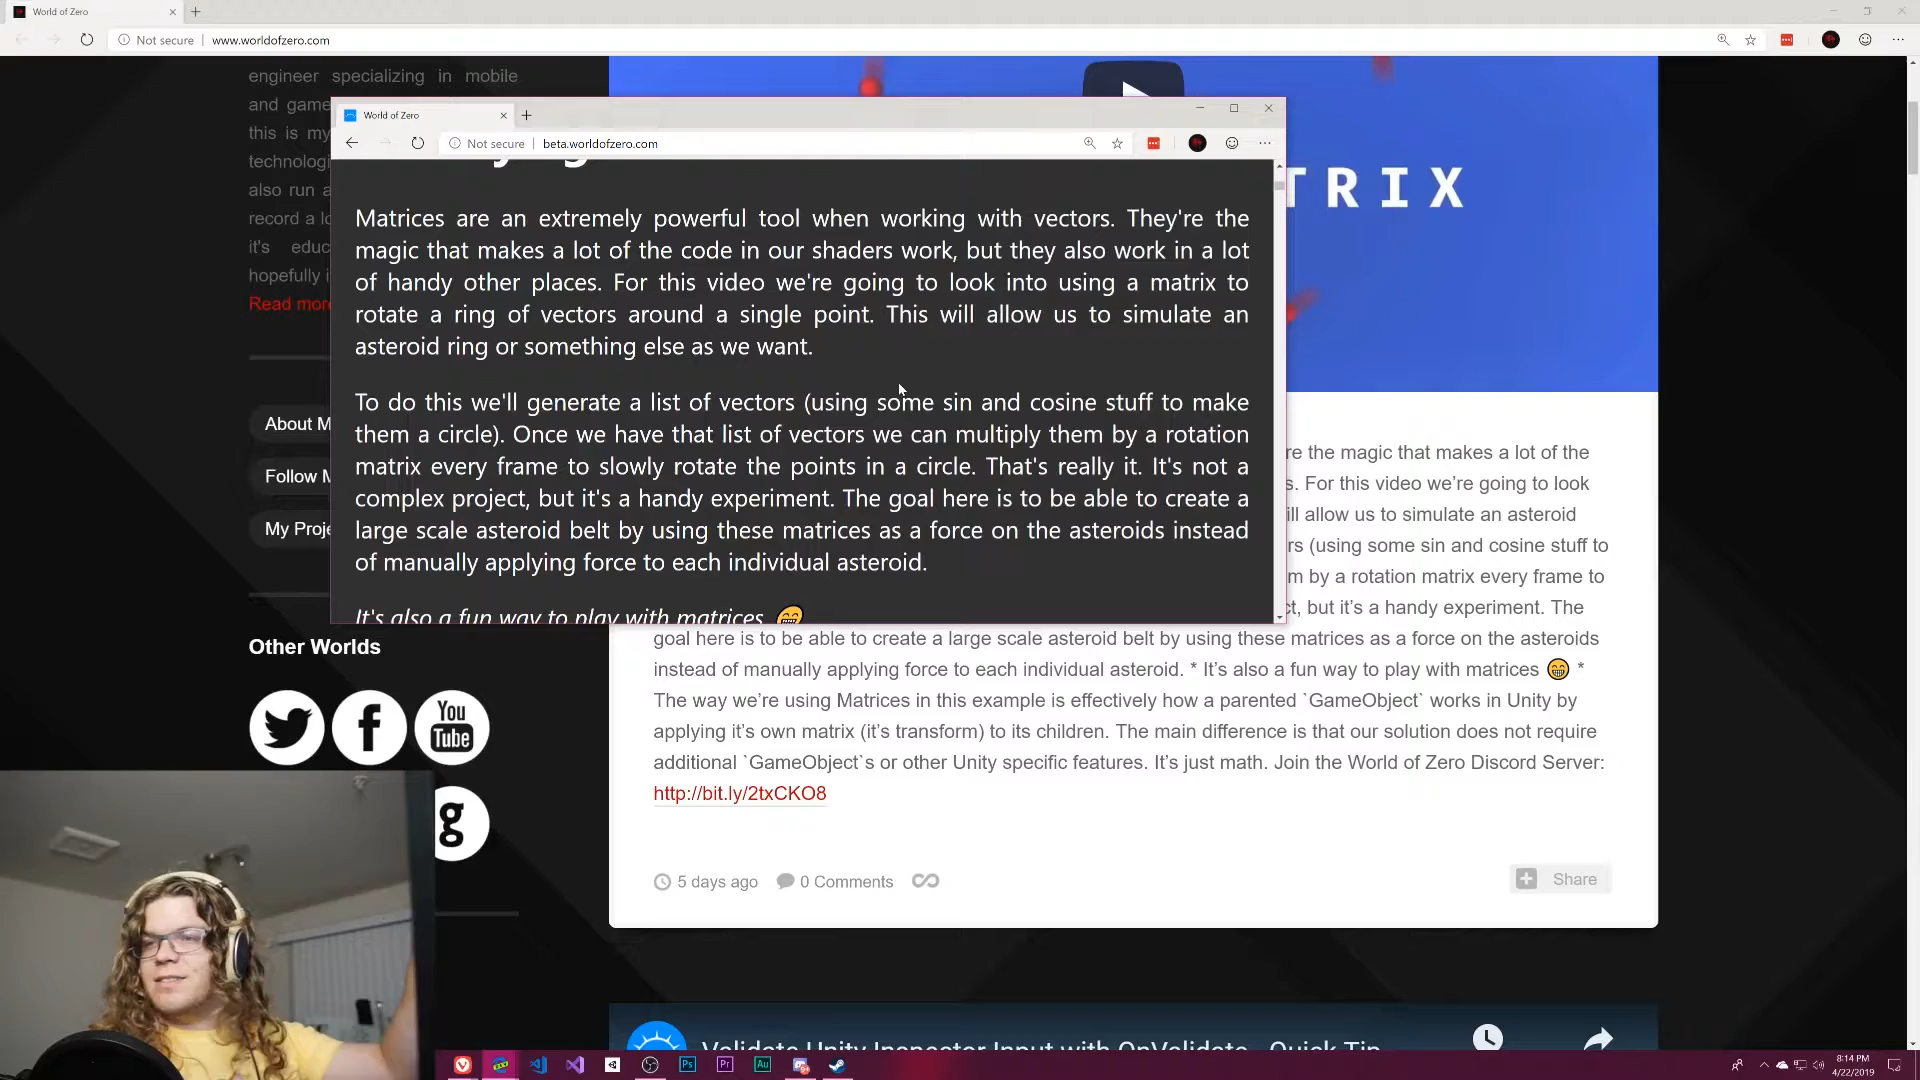 World of Zero
Not secure
www.worldofzero.com
engineer specializing in mobile
and game
this is my
technologi
also run a
record a lo
it's educ
hopefully i
Read more
About M
Follow M
My Proje
Other Worlds
You
Tube
g
World of Zero
Not secure
beta.worldofzero.com
Matrices are an extremely powerful tool when working with vectors. They're the
magic that makes a lot of the code in our shaders work, but they also work in a lot
of handy other places. For this video we're going to look into using a matrix to
rotate a ring of vectors around a single point. This will allow us to simulate an
asteroid ring or something else as we want.
To do this we'll generate a list of vectors (using some sin and cosine stuff to make
them a circle). Once we have that list of vectors we can multiply them by a rotation
matrix every frame to slowly rotate the points in a circle. That's really it. It's not a
complex project, but it's a handy experiment. The goal here is to be able to create a
large scale asteroid belt by using these matrices as a force on the asteroids instead
of manually applying force to each individual asteroid.
It's also a fun way to play with matrices 😁
TRIX
re the magic that makes a lot of the
s. For this video we're going to look
ill allow us to simulate an asteroid
rs (using some sin and cosine stuff to
m by a rotation matrix every frame to
ct, but it's a handy experiment. The
goal here is to be able to create a large scale asteroid belt by using these matrices as a force on the asteroids
instead of manually applying force to each individual asteroid. * It's also a fun way to play with matrices 😁 *
The way we're using Matrices in this example is effectively how a parented `GameObject` works in Unity by
applying it's own matrix (it's transform) to its children. The main difference is that our solution does not require
additional `GameObject`s or other Unity specific features. It's just math. Join the World of Zero Discord Server:
http://bit.ly/2txCKO8
5 days ago
0 Comments
Share
Validate Unity Inspector Input with OnValidate - Quick Tip
Ps
Pr
Au
8:14 PM
4/22/2019